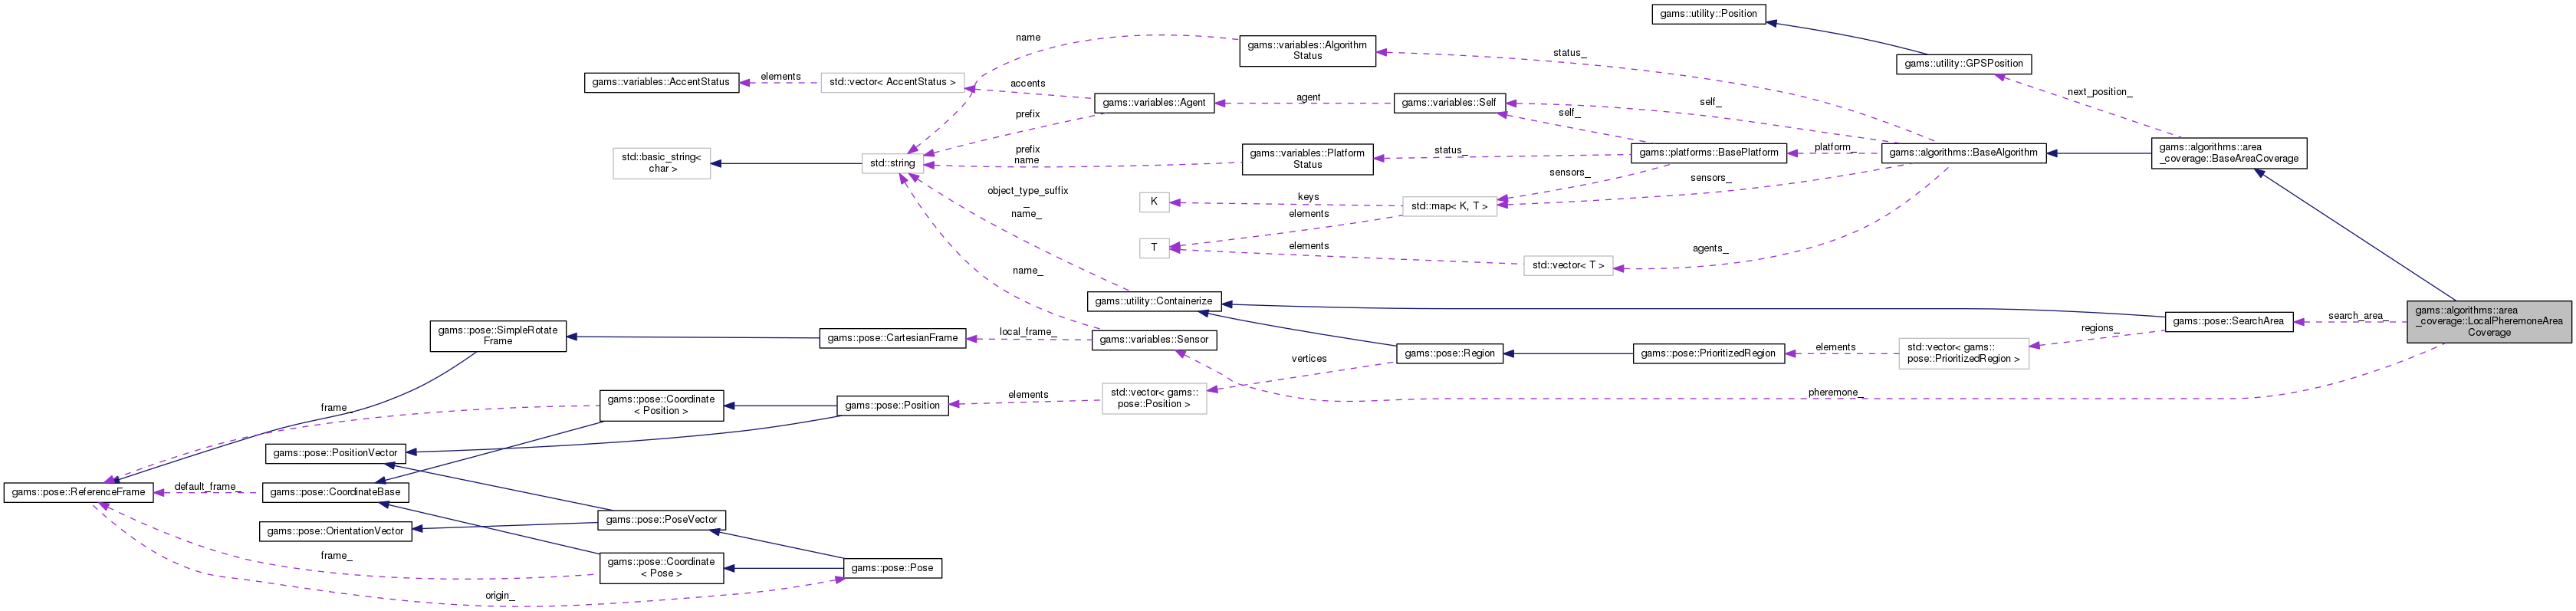 gams::utility::Position
name
gams::variables::Algorithm
Status
status_
gams::utility::GPSPosition
gams::variables::AccentStatus
elements
std::vector< AccentStatus >
accents
gams::variables::Agent
agent
gams::variables::Self
self_
next_position_
prefix
self_
std::basic_string<
char >
std::string
prefix
name
gams::variables::Platform
Status
status_
gams::platforms::BasePlatform
platform_
gams::algorithms::BaseAlgorithm
gams::algorithms::area
_coverage::BaseAreaCoverage
sensors_
sensors_
object_type_suffix
_
name_
K
keys
std::map< K, T >
elements
T
elements
std::vector< T >
agents_
name_
gams::utility::Containerize
gams::pose::SimpleRotate
Frame
gams::pose::CartesianFrame
local_frame_
gams::variables::Sensor
gams::pose::SearchArea
search_area_
gams::algorithms::area
_coverage::LocalPheremoneArea
Coverage
regions_
vertices
gams::pose::Region
gams::pose::PrioritizedRegion
elements
std::vector< gams::
pose::PrioritizedRegion >
pheremone_
frame_
gams::pose::Coordinate
< Position >
gams::pose::Position
elements
std::vector< gams::
pose::Position >
gams::pose::PositionVector
gams::pose::ReferenceFrame
default_frame_
gams::pose::CoordinateBase
gams::pose::OrientationVector
gams::pose::PoseVector
frame_
gams::pose::Coordinate
< Pose >
gams::pose::Pose
origin_